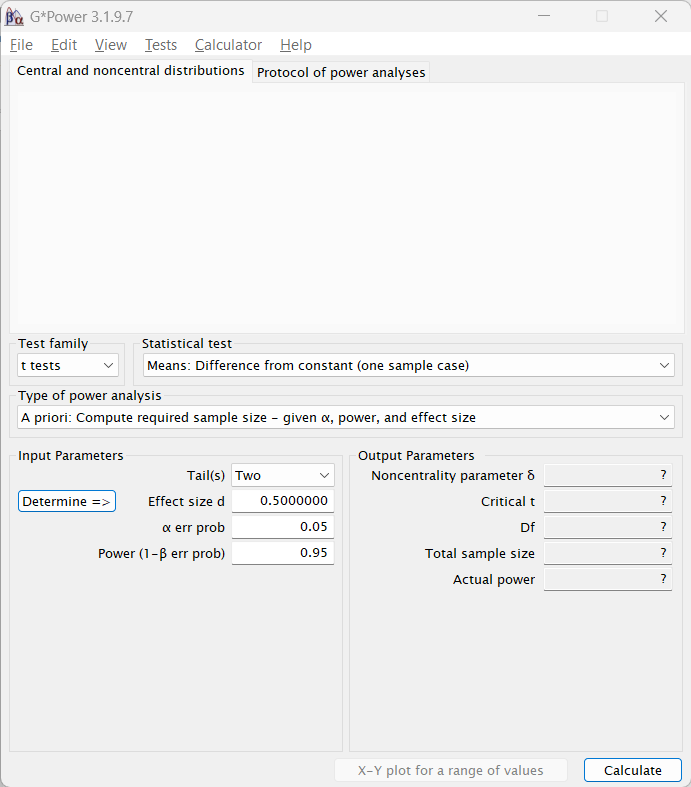 G*Power 3.1.9.7
File Edit View Tests Calculator Help
Central and noncentral distributions Protocol of power analyses
Test family
t tests
Statistical test
Means: Difference from constant (one sample case)
Type of power analysis
A priori: Compute required sample size - given α, power, and effect size
Input Parameters
Tail(s) Two
Determine => Effect size d 0.5000000
α err prob 0.05
Power (1-β err prob) 0.95
Output Parameters
Noncentrality parameter δ ?
Critical t ?
Df ?
Total sample size ?
Actual power ?
X-Y plot for a range of values Calculate